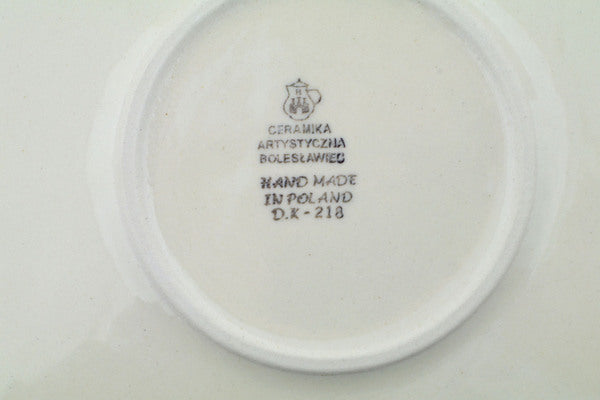 CERAMIKA
ARTYSTYCZNA
BOLESŁAWIEC
HAND MADE
IN POLAND
D.K - 218